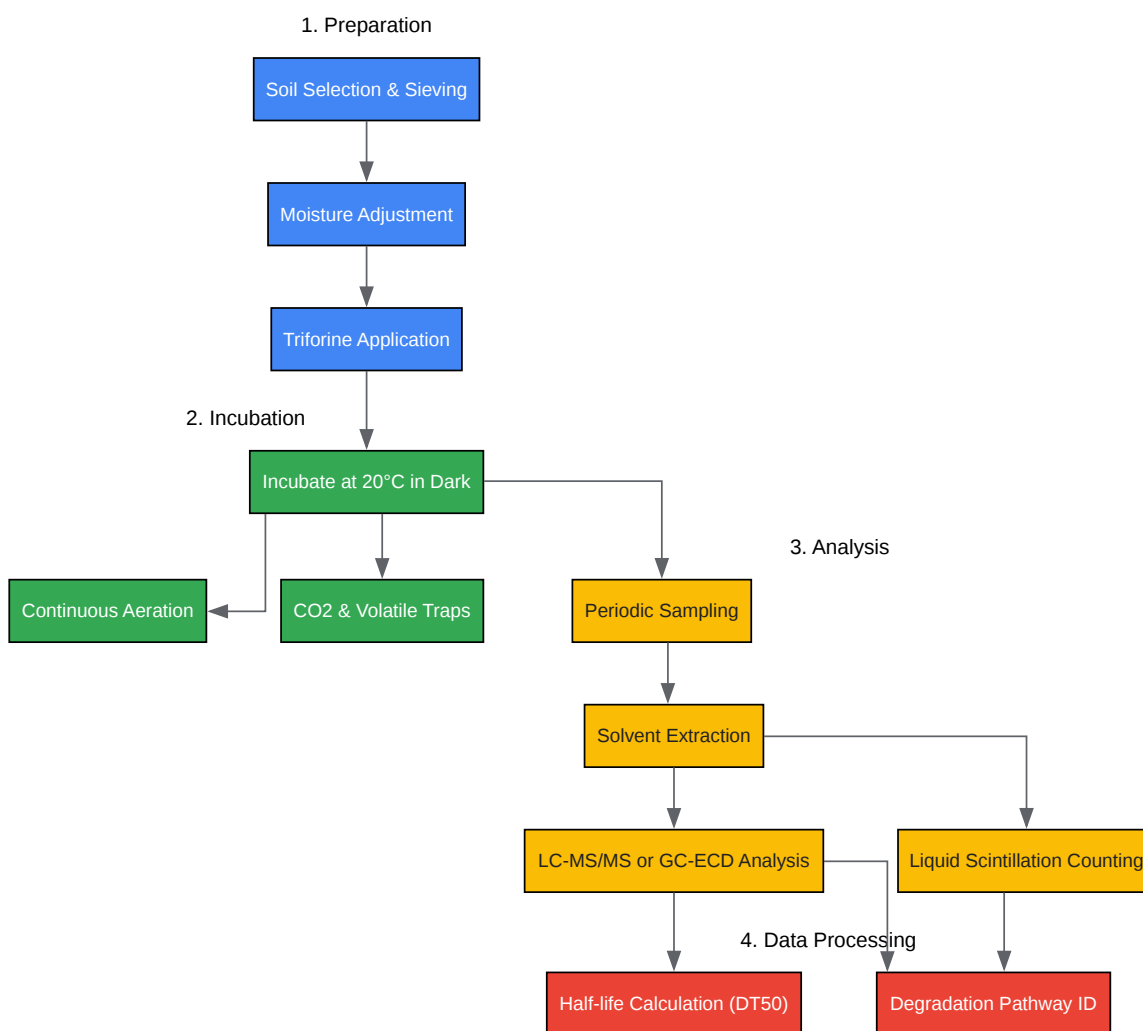 1. Preparation
Soil Selection & Sieving
Moisture Adjustment
Triforine Application
2. Incubation
Incubate at 20°C in Dark
3. Analysis
Continuous Aeration
CO2 & Volatile Traps
Periodic Sampling
Solvent Extraction
LC-MS/MS or GC-ECD Analysis
Liquid Scintillation Counting
4. Data Processing
Half-life Calculation (DT50)
Degradation Pathway ID